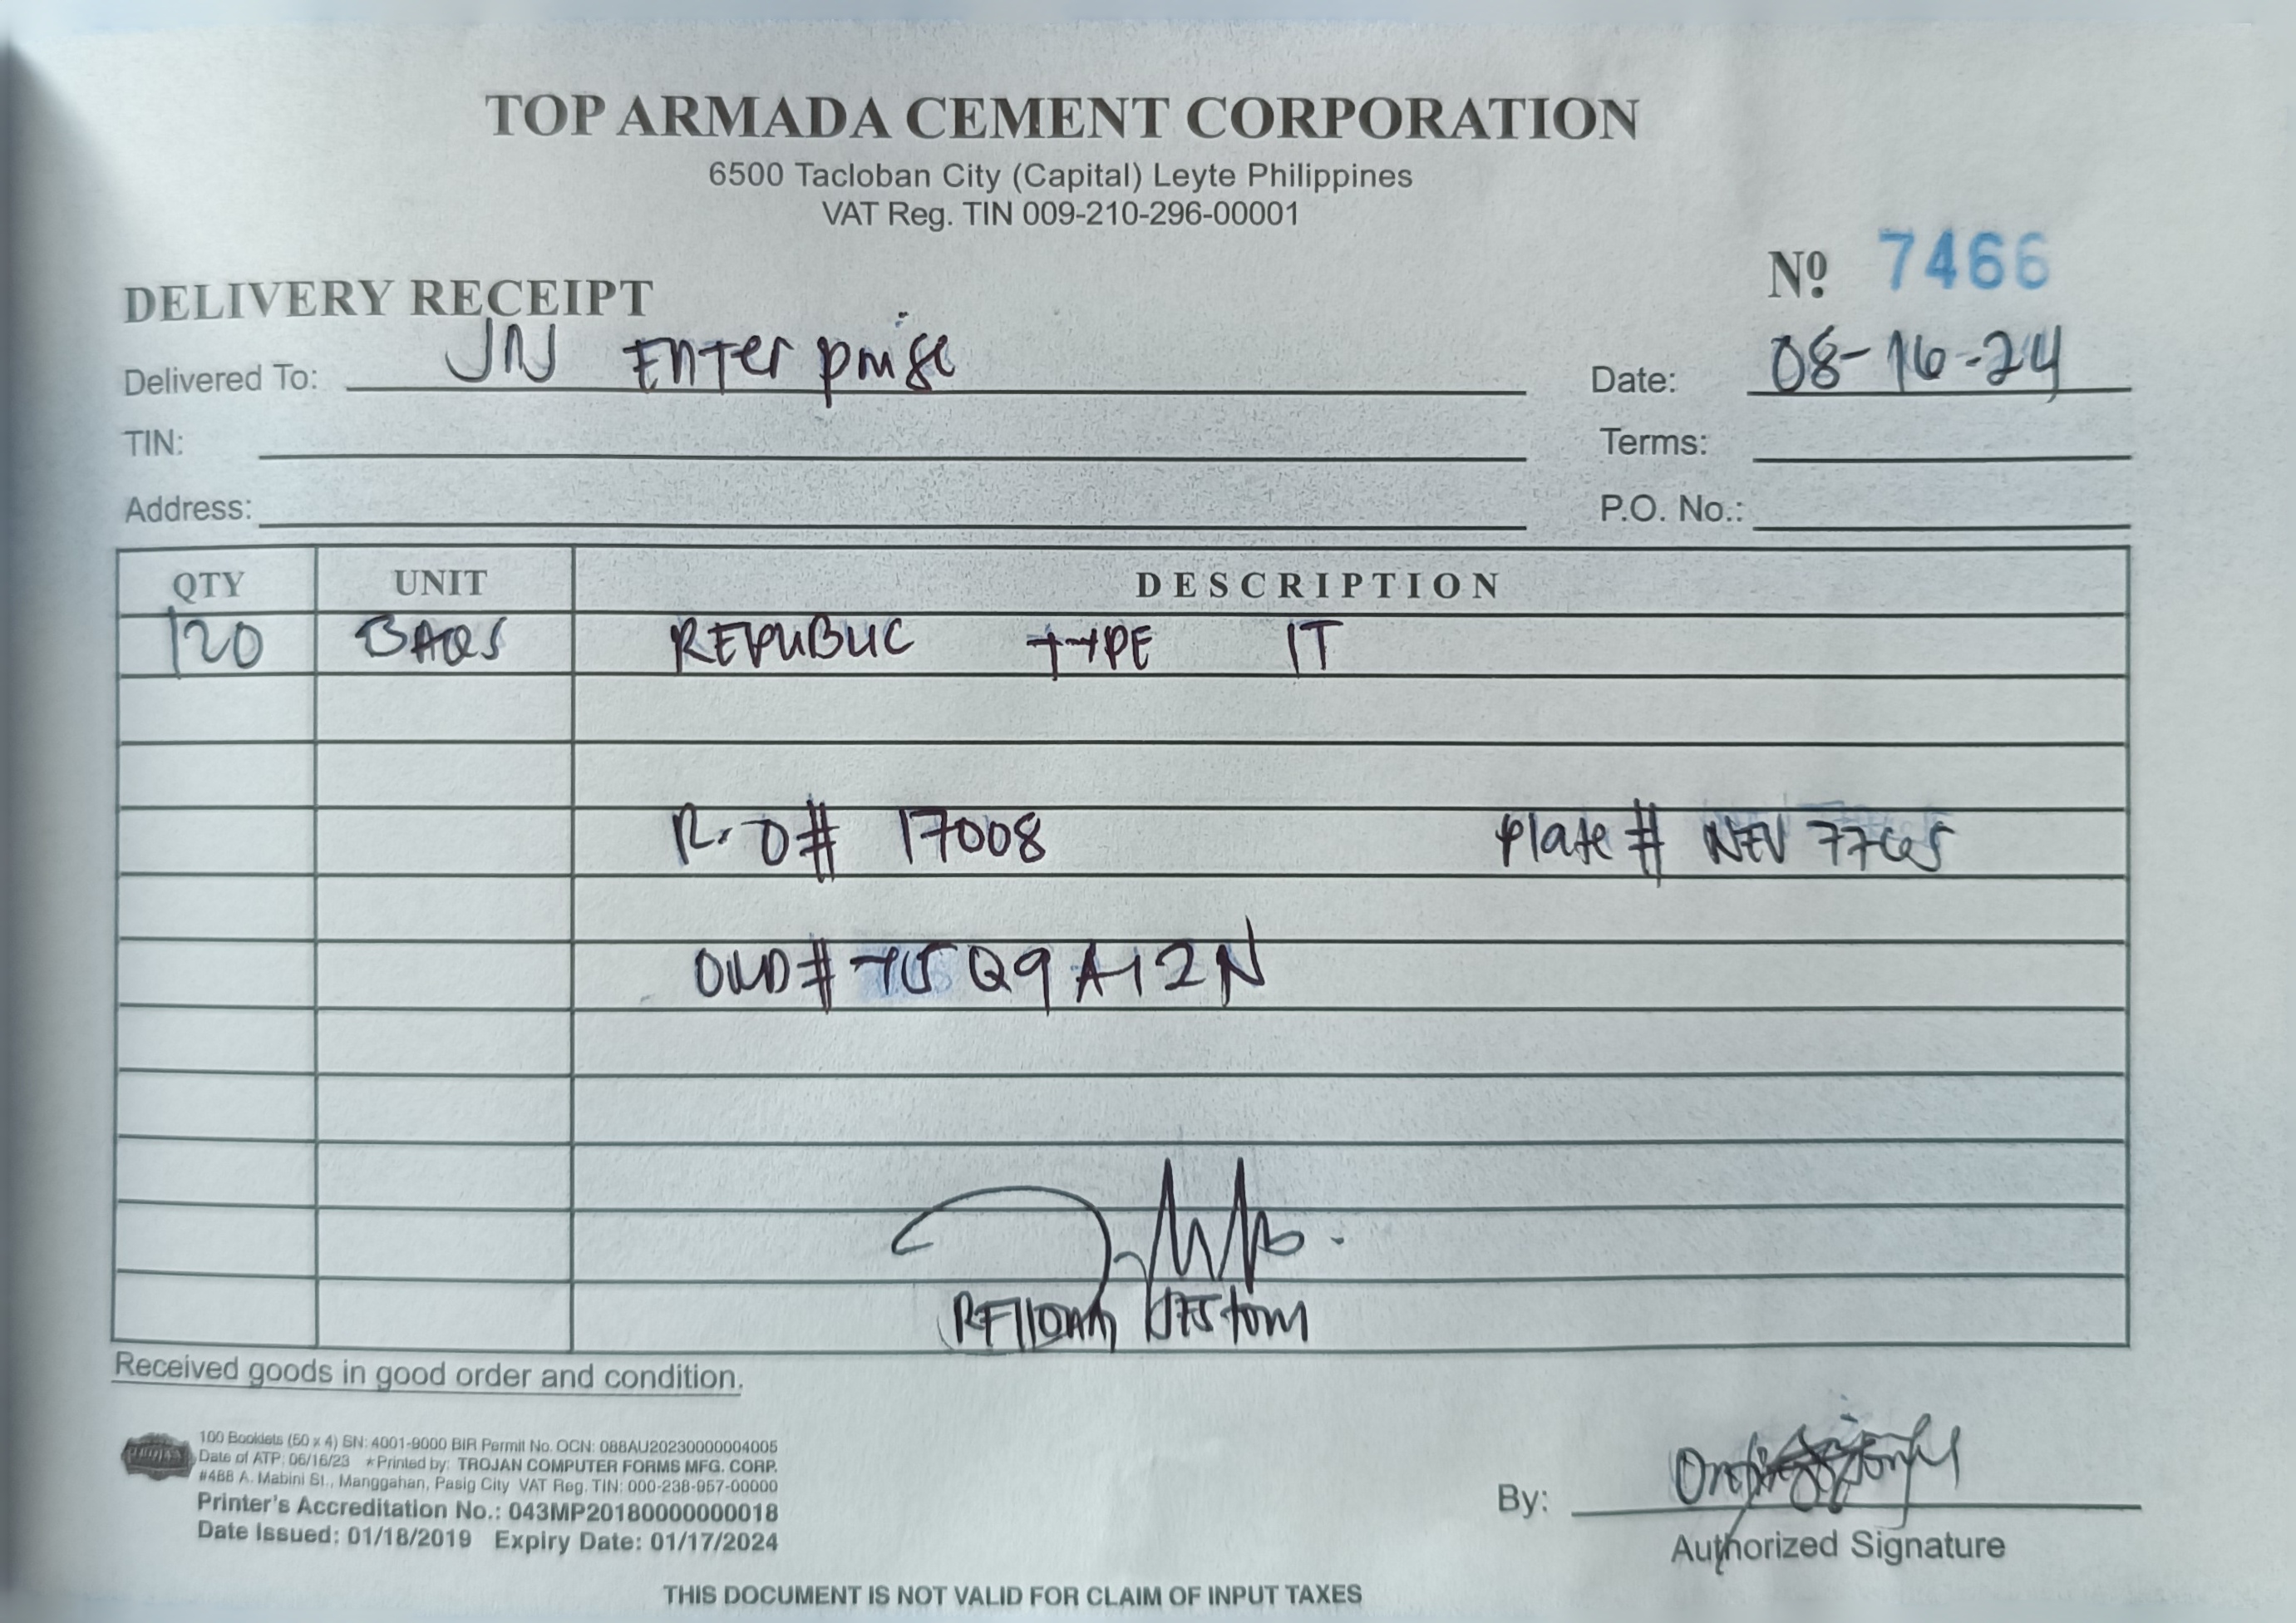 TOP ARMADA CEMENT CORPORATION
6500 Tacloban City (Capital) Leyte Philippines
VAT Reg. TIN 009-210-296-00001
Nº 7466
DELIVERY RECEIPT
Delivered To: JN Enterprise Date: 08-16-24
TIN: Terms:
Address: P.O. No.:
QTY UNIT DESCRIPTION
120 BAGS REPUBLIC TYPE 1T
R.O# 17008 Plate # NEV
Q9A12N
Received goods in good order and condition.
100 Booklets (50 x 4) SN: 4001-9000 BIR Permit No. OCN: 088AU20230000004005
Date of ATP: 06/16/23 *Printed by: TROJAN COMPUTER FORMS MFG. CORP.
#488 A. Mabini St., Manggahan, Pasig City VAT Reg. TIN: 000-238-957-00000
Printer's Accreditation No.: 043MP20180000000018
Date Issued: 01/18/2019 Expiry Date: 01/17/2024
By:
Authorized Signature
THIS DOCUMENT IS NOT VALID FOR CLAIM OF INPUT TAXES